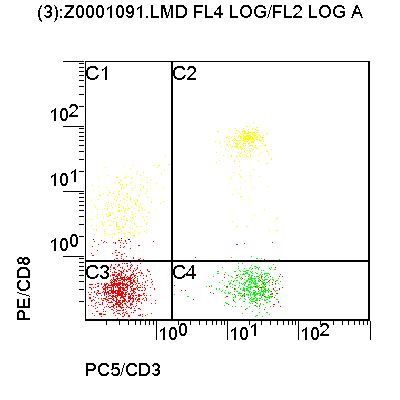 (3):Z0001091.LMD FL4 LOG/FL2 LOG A
C1
C2
10²
10¹
10⁰
C3
C4
PE/CD8
10⁰
10¹
10²
PC5/CD3